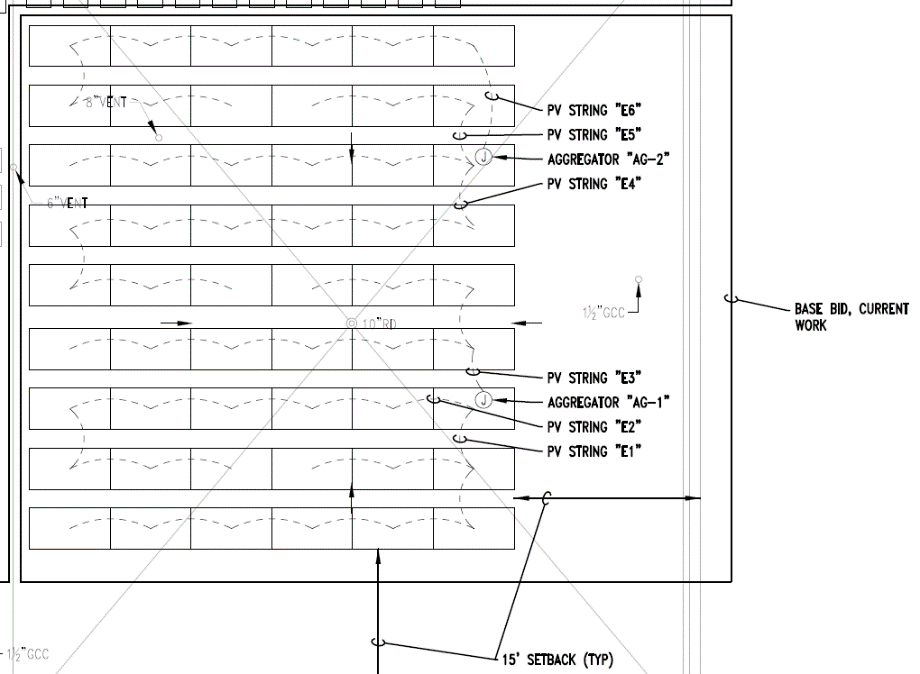 8"VENT
PV STRING "E6"
PV STRING "E5"
J
AGGREGATOR "AG-2"
PV STRING "E4"
6"VENT
1½"GCC
BASE BID, CURRENT
WORK
10"RD
PV STRING "E3"
J
AGGREGATOR "AG-1"
PV STRING "E2"
PV STRING "E1"
1½"GCC
15' SETBACK (TYP)